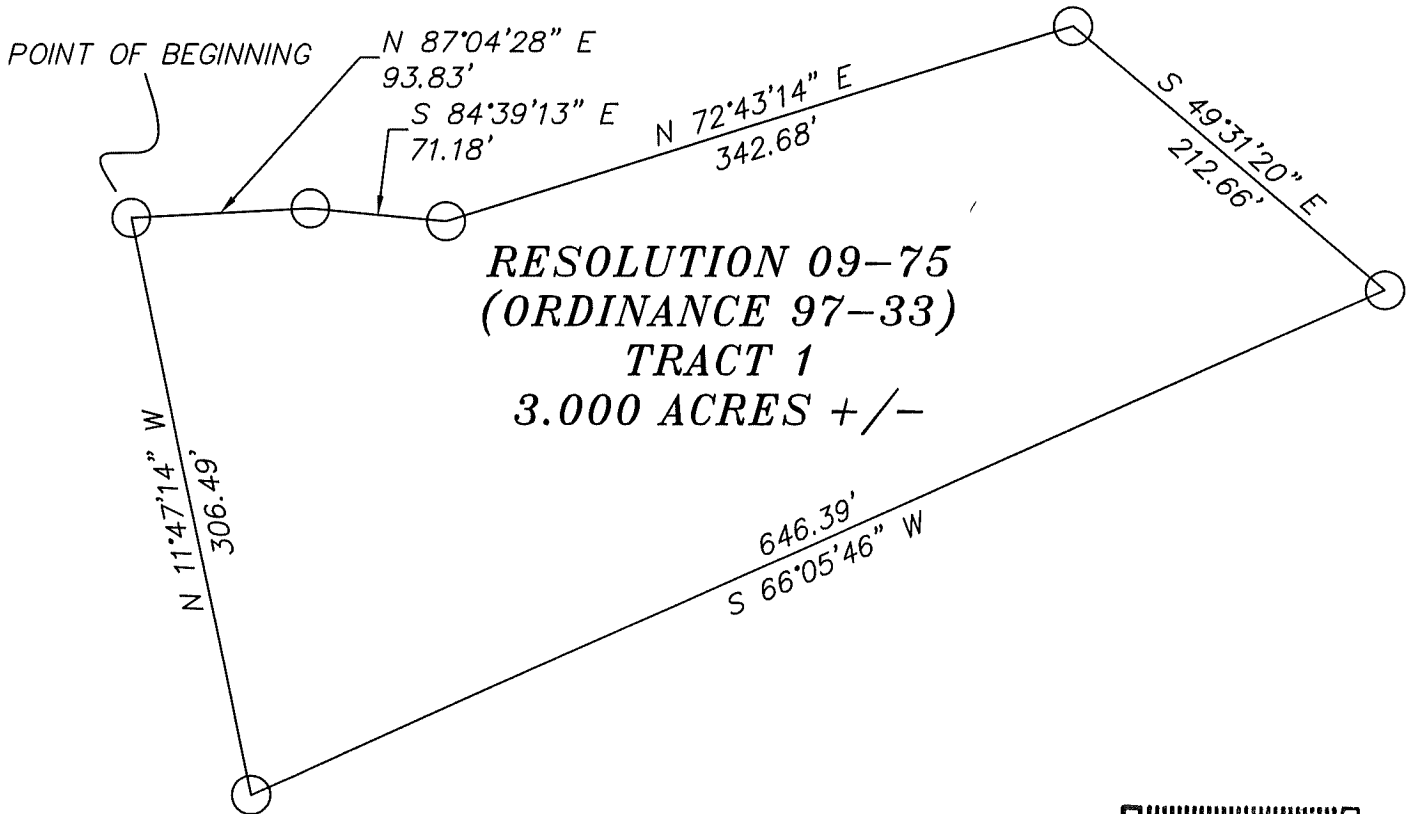 POINT OF BEGINNING
N 87°04'28" E
93.83'
S 84°39'13" E
71.18'
N 72°43'14" E
342.68'
S 49°31'20" E
212.66'
RESOLUTION 09-75
(ORDINANCE 97-33)
TRACT 1
3.000 ACRES +/-
N 11°47'14" W
306.49'
646.39'
S 66°05'46" W